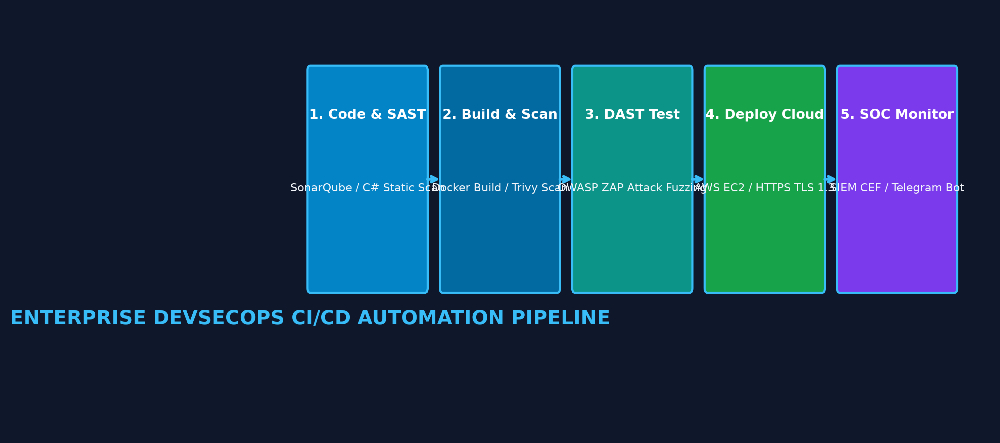 1. Code & SAST
SonarQube / C# Static Scan
2. Build & Scan
Docker Build / Trivy Scan
3. DAST Test
OWASP ZAP Attack Fuzzing
4. Deploy Cloud
AWS EC2 / HTTPS TLS 1.3
5. SOC Monitor
SIEM CEF / Telegram Bot
ENTERPRISE DEVSECOPS CI/CD AUTOMATION PIPELINE